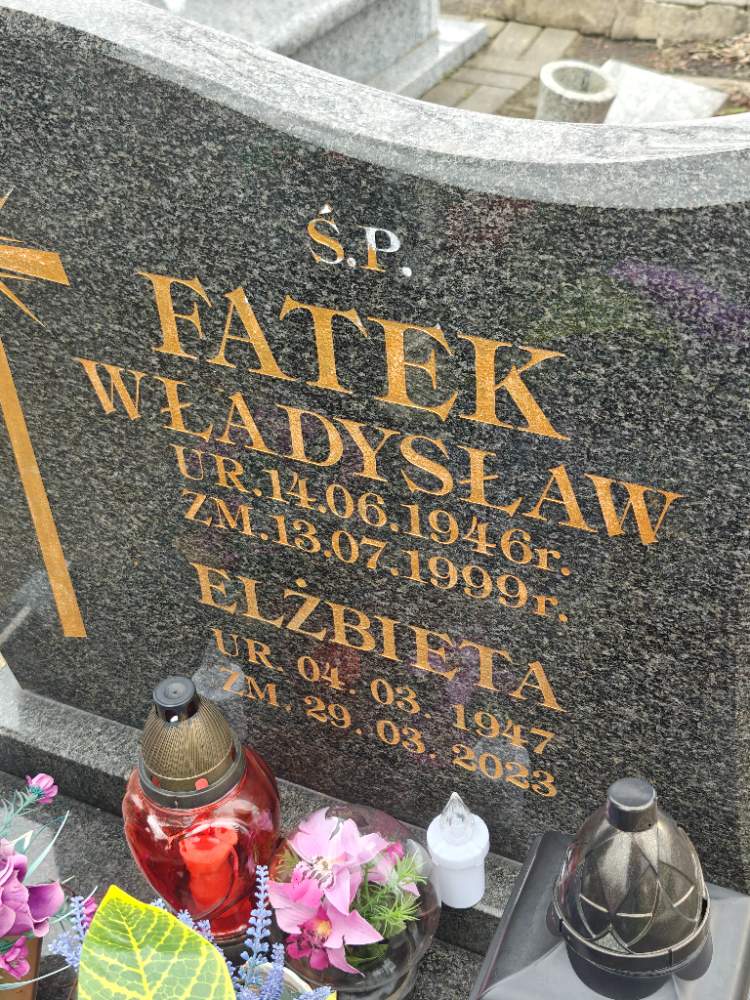 Ś.P.
FATEK
WŁADYSŁAW
UR.14.06.1946r.
ZM.13.07.1999r.
ELŻBIETA
UR. 04. 03. 1947
ZM. 29. 03. 2023